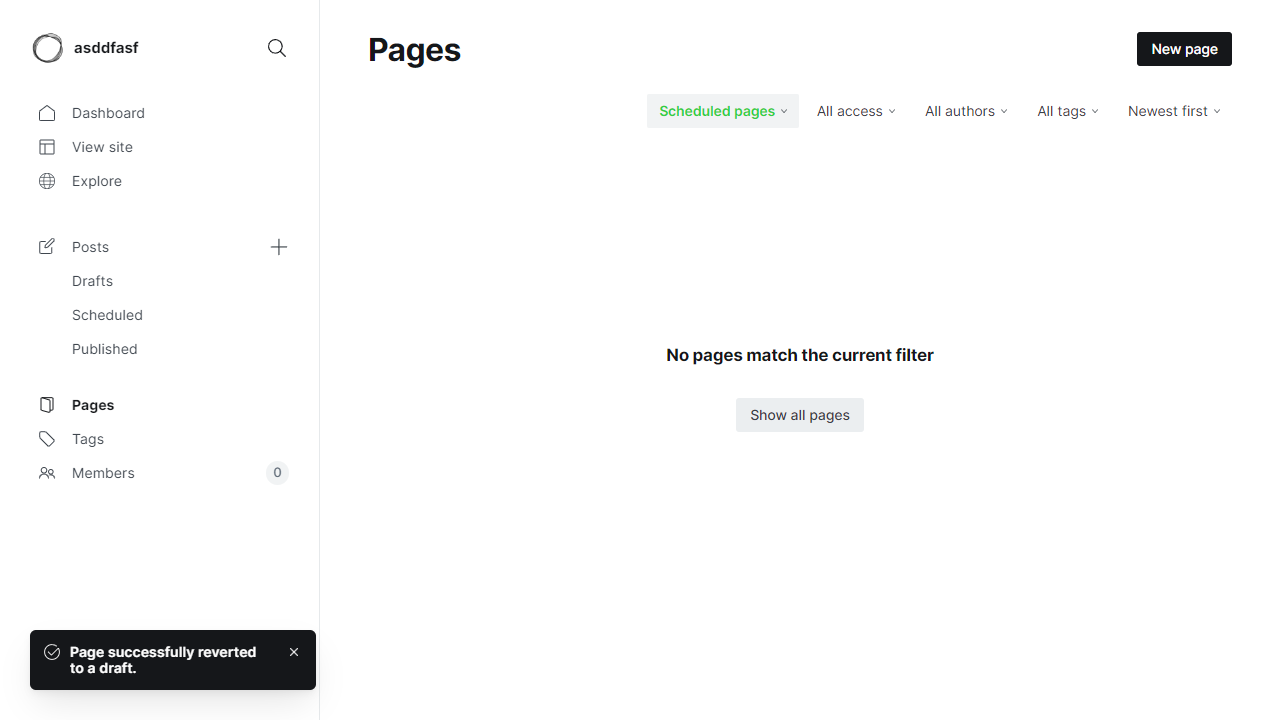 asddfasf
Dashboard
View site
Explore
Posts
Drafts
Scheduled
Published
Pages
Tags
Members 0
Page successfully reverted
to a draft.
Pages
New page
Scheduled pages All access All authors All tags Newest first
No pages match the current filter
Show all pages